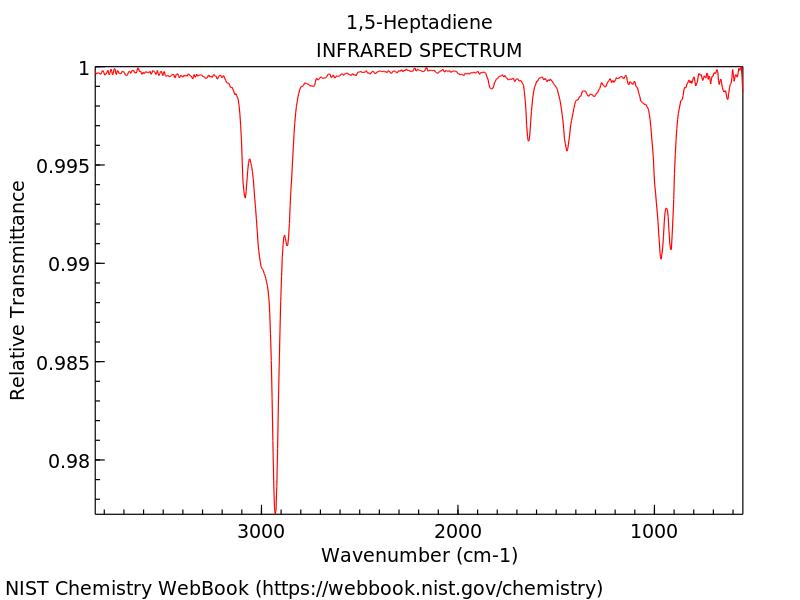 1,5-Heptadiene
INFRARED SPECTRUM
1
0.995
0.99
0.985
0.98
Relative Transmittance
3000 2000 1000
Wavenumber (cm-1)
NIST Chemistry WebBook (https://webbook.nist.gov/chemistry)